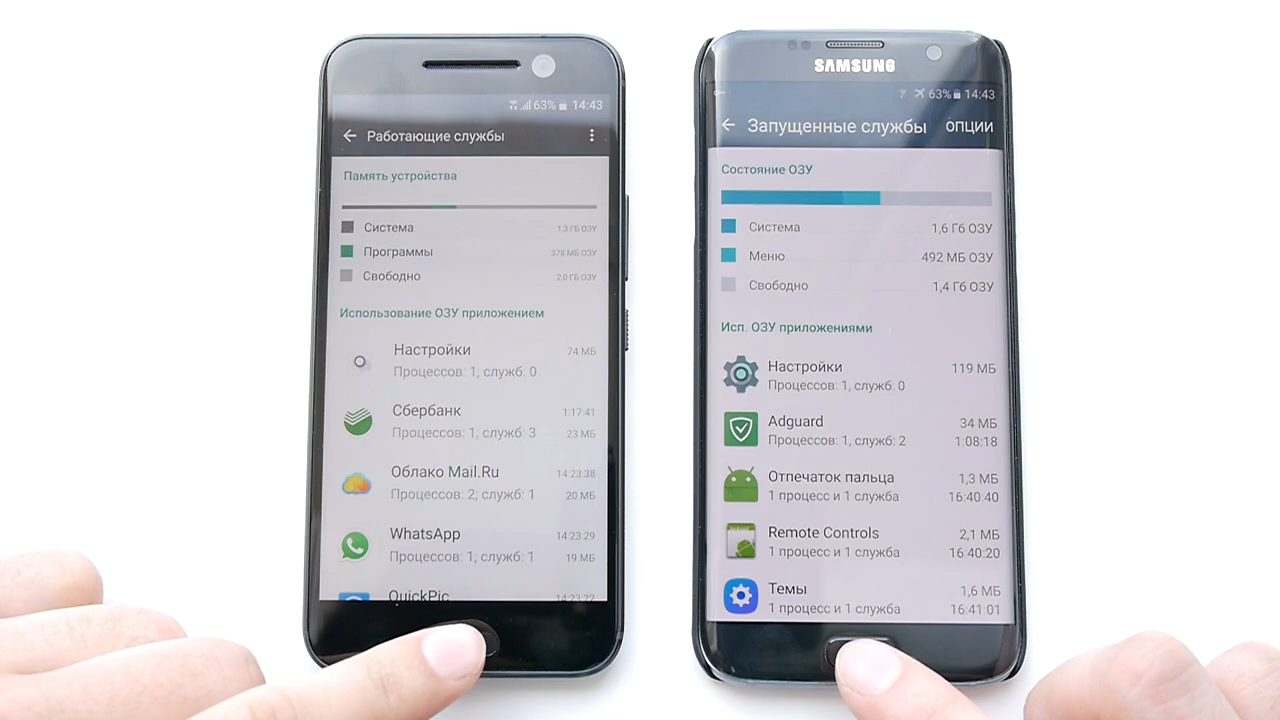 63% 14:43
Работающие службы
Память устройства
Система 1,3 ГБ ОЗУ
Программы 378 МБ ОЗУ
Свободно 2,0 ГБ ОЗУ
Использование ОЗУ приложением
Настройки 74 МБ
Процессов: 1; служб: 0
Сбербанк 1:17:41
Процессов: 1; служб: 3 23 МБ
Облако Mail.Ru 14:23:38
Процессов: 2, служб: 1 20 МБ
WhatsApp 14:23:29
Процессов: 1; служб: 1 19 МБ
QuickPic 14:23:22
SAMSUNG
63% 14:43
Запущенные службы ОПЦИИ
Состояние ОЗУ
Система 1,6 Гб ОЗУ
Меню 492 МБ ОЗУ
Свободно 1,4 Гб ОЗУ
Исп. ОЗУ приложениями
Настройки 119 МБ
Процессов: 1, служб: 0
Adguard 34 МБ
Процессов: 1, служб: 2 1:08:18
Отпечаток пальца 1,3 МБ
1 процесс и 1 служба 16:40:40
Remote Controls 2,1 МБ
1 процесс и 1 служба 16:40:20
Темы 1,6 МБ
1 процесс и 1 служба 16:41:01